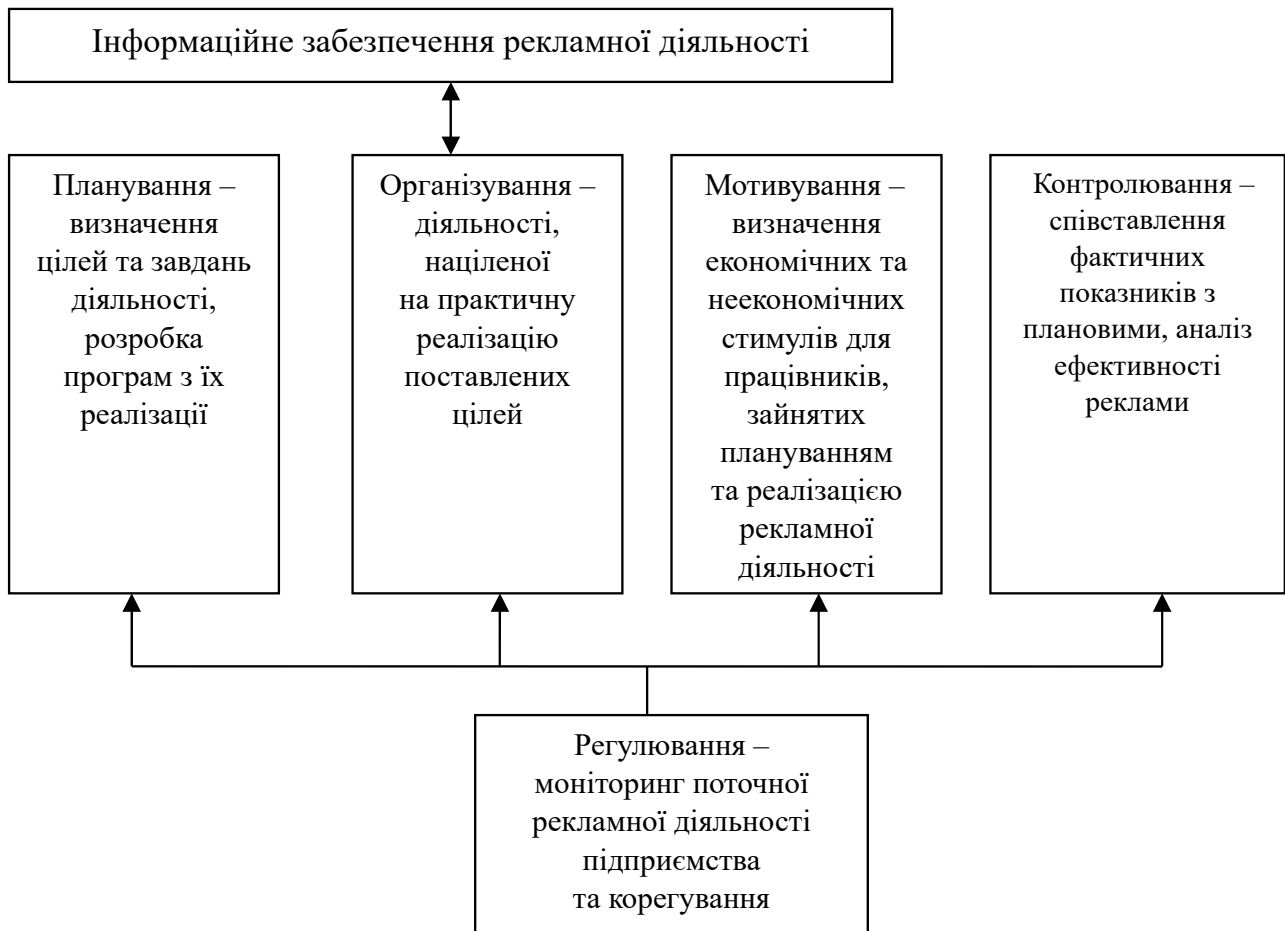 Інформаційне забезпечення рекламної діяльності
Планування –
визначення
цілей та завдань
діяльності,
розробка
програм з їх
реалізації
Організування –
діяльності,
націленої
на практичну
реалізацію
поставлених
цілей
Мотивування –
визначення
економічних та
неекономічних
стимулів для
працівників,
зайнятих
плануванням
та реалізацією
рекламної
діяльності
Контролювання –
співставлення
фактичних
показників з
плановими, аналіз
ефективності
реклами
Регулювання –
моніторинг поточної
рекламної діяльності
підприємства
та корегування